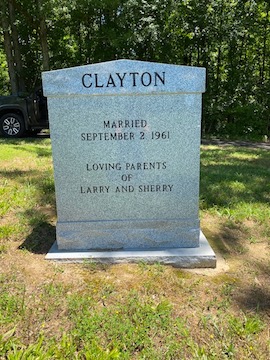 CLAYTON
MARRIED
SEPTEMBER 2 1961
LOVING PARENTS
OF
LARRY AND SHERRY